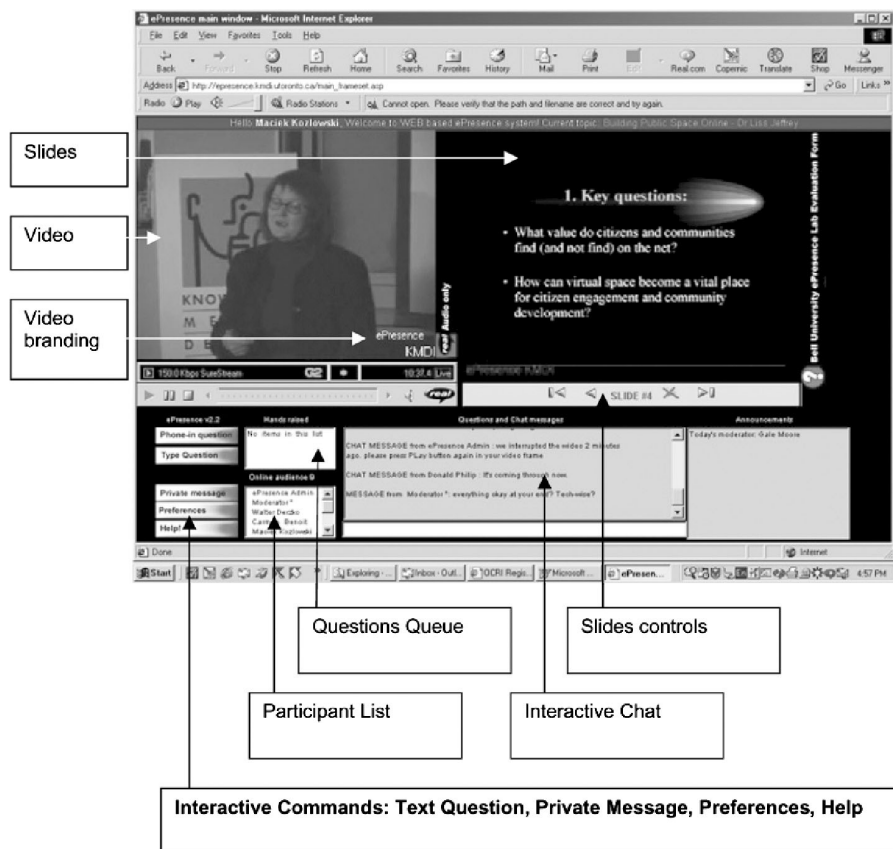 ePresence main window - Microsoft Internet Explorer
File Edit View Favorites Tools Help
Back Forward Stop Refresh Home Search Favorites History Mail Print Edit Real.com Copernic Translate Shop Messenger
Address http://epresence.kmdi.utoronto.ca/main_frameset.asp Go Links »
Radio Play Radio Stations Cannot open. Please verify that the path and filename are correct and try again.
Hello Maciek Kozlowski, Welcome to WEB based ePresence system! Current topic: Building Public Space Online - Dr Liss Jeffrey
Slides
Video
Video
branding
KNOW
M E
D E
ePresence
KMDI
real Audio only
1. Key questions:
• What value do citizens and communities
find (and not find) on the net?
• How can virtual space become a vital place
for citizen engagement and community
development?
ePresence KMDI
Bell University ePresence Lab Evaluation Form
150.0 Kbps SureStream G2 10:37.4 Live
real
SLIDE #4
ePresence v2.2
Phone-in question
Type Question
Private message
Preferences
Help!
Hands raised
No items in this list
Online audience 9
ePresence Admin
Moderator*
Walter Derzko
Carmen Benoit
Maciek Kozlowski
Questions and Chat messages
CHAT MESSAGE from ePresence Admin : we interrupted the wideo 2 minutes
ago. please press PLay button again in your video frame
CHAT MESSAGE from Donald Philip : It's coming through now.
MESSAGE from Moderator*: everything okay at your end? Tech-wise?
Announcements
Today's moderator: Gale Moore
Done Internet
Start Exploring - ... Inbox - Outl... OCRI Regis... Microsoft ... ePresen... 4:57 PM
Questions Queue
Slides controls
Participant List
Interactive Chat
Interactive Commands: Text Question, Private Message, Preferences, Help